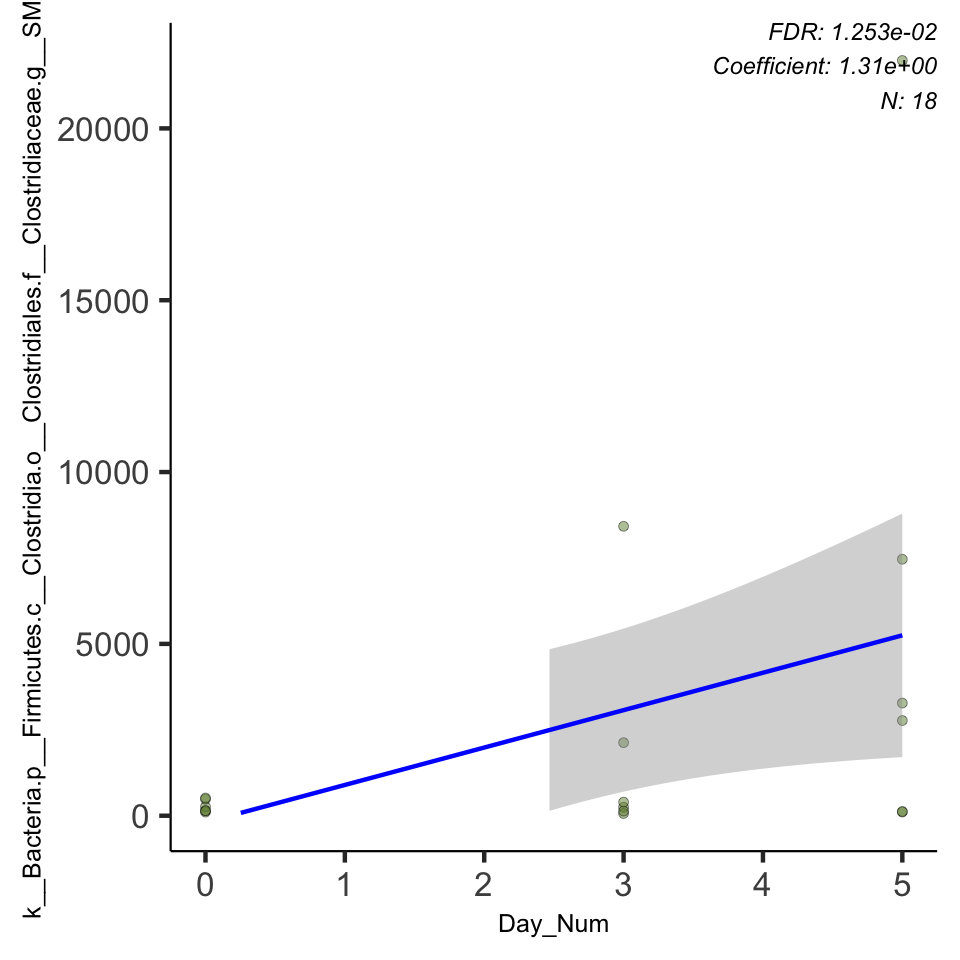 FDR: 1.253e-02
Coefficient: 1.31e+00
N: 18
k__Bacteria.p__Firmicutes.c__Clostridia.o__Clostridiales.f__Clostridiaceae.g__SM
20000
15000
10000
5000
0
0 1 2 3 4 5
Day_Num